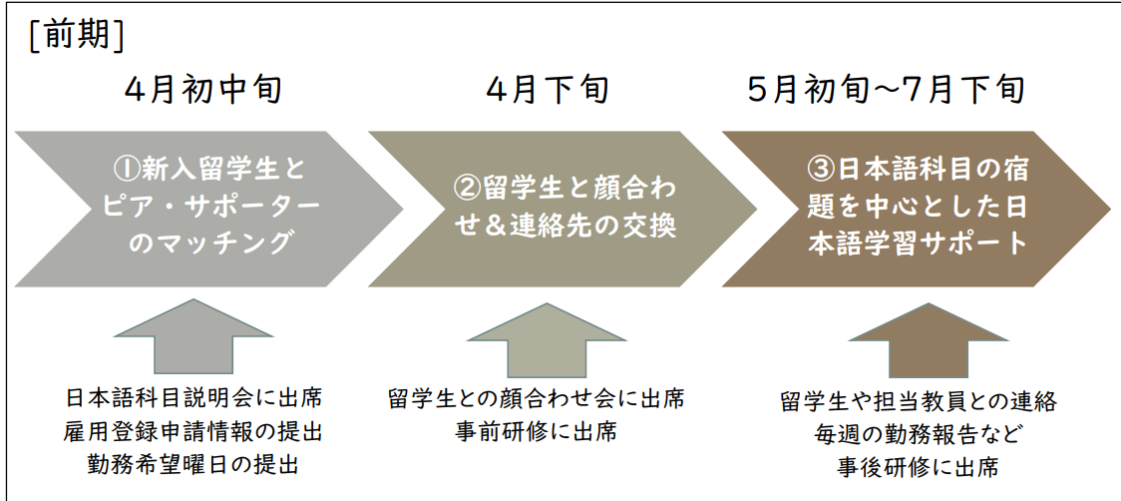 [前期]
4月初中旬
4月下旬
5月初旬～7月下旬
①新入留学生と
ピア・サポーター
のマッチング
②留学生と顔合わ
せ＆連絡先の交換
③日本語科目の宿
題を中心とした日
本語学習サポート
日本語科目説明会に出席
雇用登録申請情報の提出
勤務希望曜日の提出
留学生との顔合わせ会に出席
事前研修に出席
留学生や担当教員との連絡
毎週の勤務報告など
事後研修に出席